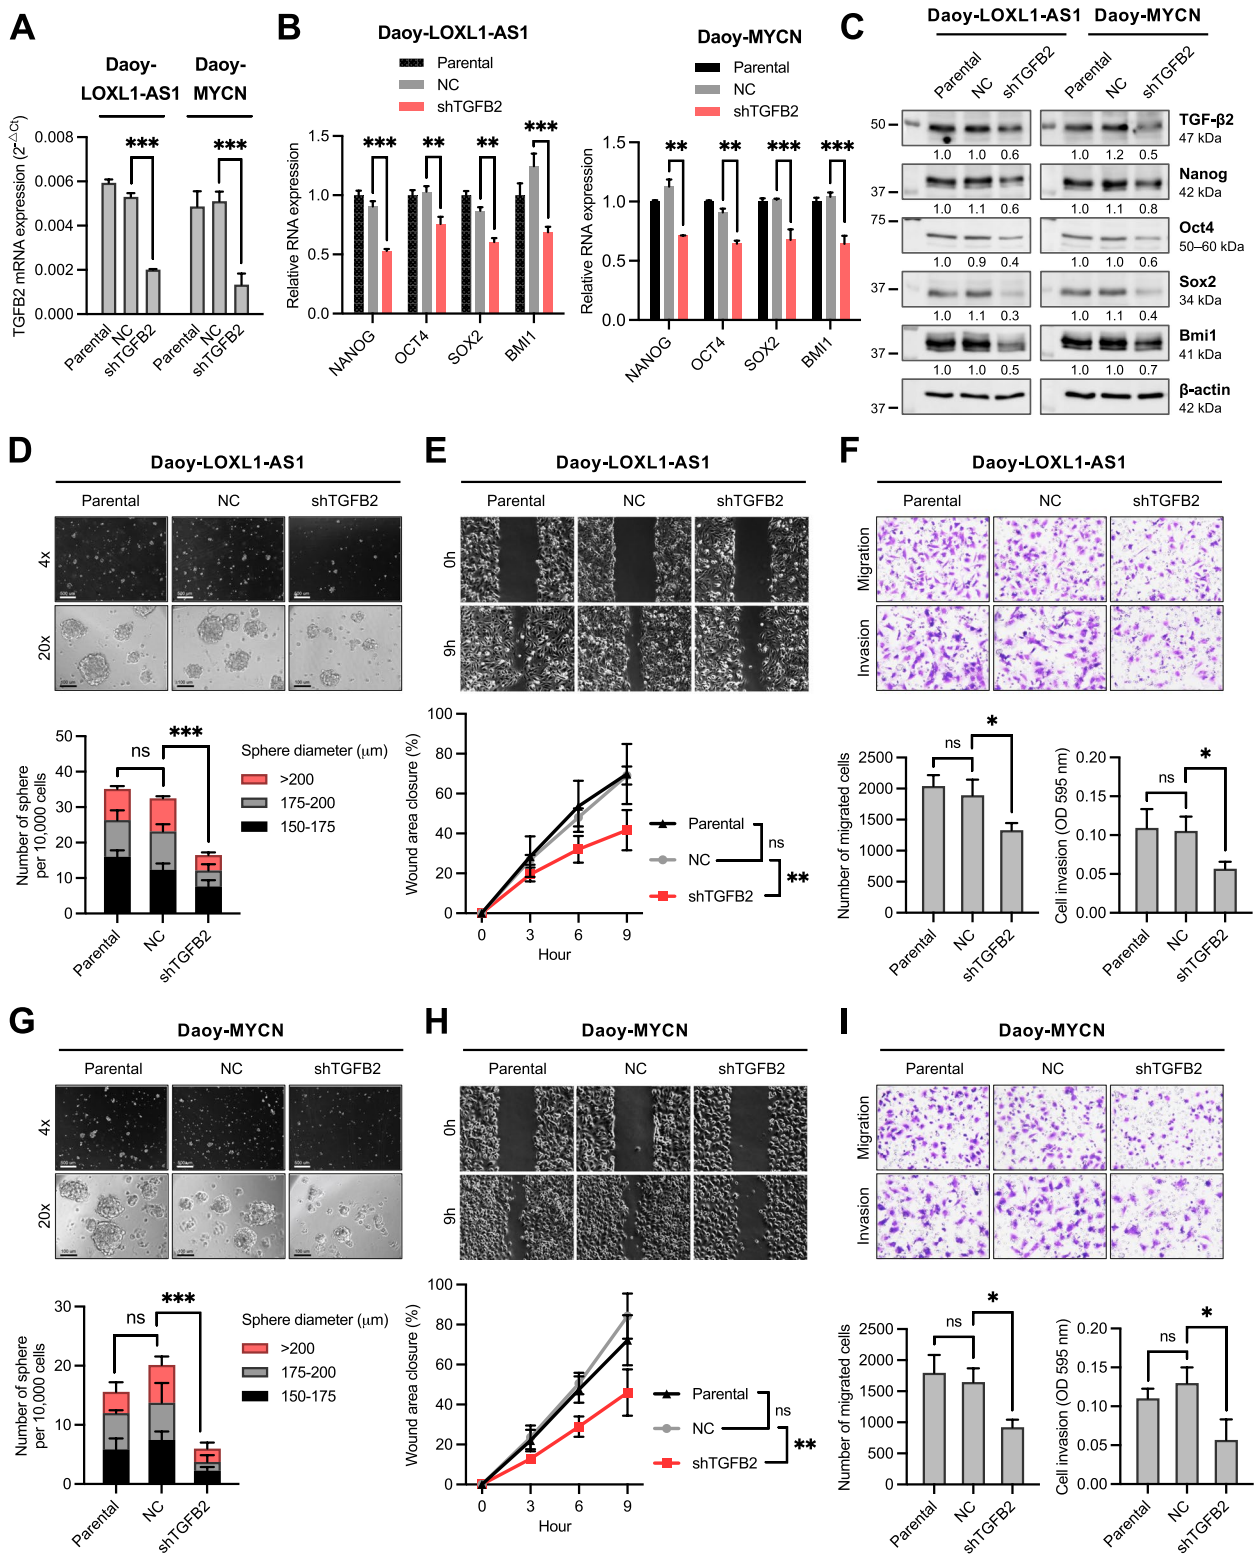 A
Daoy-
LOXL1-AS1
Daoy-
MYCN
***
***
TGFB2 mRNA expression (2-△Ct)
0.008
0.006
0.004
0.002
0.000
Parental
NC
shTGFB2
Parental
NC
shTGFB2
B
Daoy-LOXL1-AS1
Parental
NC
shTGFB2
Relative RNA expression
1.5
1.0
0.5
0.0
***
**
**
***
NANOG
OCT4
SOX2
BMI1
Daoy-MYCN
Parental
NC
shTGFB2
Relative RNA expression
1.5
1.0
0.5
0.0
**
**
***
***
NANOG
OCT4
SOX2
BMI1
C
Daoy-LOXL1-AS1
Daoy-MYCN
Parental
NC
shTGFB2
Parental
NC
shTGFB2
50
TGF-β2
47 kDa
1.0 1.0 0.6 1.0 1.2 0.5
37
Nanog
42 kDa
1.0 1.1 0.6 1.0 1.1 0.8
75
Oct4
50–60 kDa
1.0 0.9 0.4 1.0 1.0 0.6
37
Sox2
34 kDa
1.0 1.1 0.3 1.0 1.1 0.4
37
Bmi1
41 kDa
1.0 1.0 0.5 1.0 1.0 0.7
37
β-actin
42 kDa
D
Daoy-LOXL1-AS1
Parental NC shTGFB2
4x
500 um
20x
100 um
Number of sphere
per 10,000 cells
50
40
30
20
10
0
ns
***
Sphere diameter (μm)
>200
175-200
150-175
Parental
NC
shTGFB2
E
Daoy-LOXL1-AS1
Parental NC shTGFB2
0h
9h
Wound area closure (%)
100
80
60
40
20
0
0 3 6 9
Hour
Parental
NC
shTGFB2
ns
**
F
Daoy-LOXL1-AS1
Parental NC shTGFB2
Migration
Invasion
Number of migrated cells
2500
2000
1500
1000
500
0
ns
*
Parental
NC
shTGFB2
Cell invasion (OD 595 nm)
0.20
0.15
0.10
0.05
0.00
ns
*
Parental
NC
shTGFB2
G
Daoy-MYCN
Parental NC shTGFB2
4x
500 um
20x
100 um
Number of sphere
per 10,000 cells
30
20
10
0
ns
***
Sphere diameter (μm)
>200
175-200
150-175
Parental
NC
shTGFB2
H
Daoy-MYCN
Parental NC shTGFB2
0h
9h
Wound area closure (%)
100
80
60
40
20
0
0 3 6 9
Hour
Parental
NC
shTGFB2
ns
**
I
Daoy-MYCN
Parental NC shTGFB2
Migration
Invasion
Number of migrated cells
2500
2000
1500
1000
500
0
ns
*
Parental
NC
shTGFB2
Cell invasion (OD 595 nm)
0.20
0.15
0.10
0.05
0.00
ns
*
Parental
NC
shTGFB2